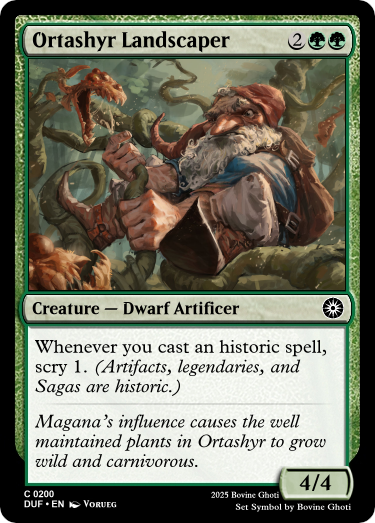 Ortashyr Landscaper 2
Creature — Dwarf Artificer
Whenever you cast an historic spell,
scry 1. (Artifacts, legendaries, and
Sagas are historic.)
Magana's influence causes the well
maintained plants in Ortashyr to grow
wild and carnivorous.
4/4
C 0200
DUF • EN Vorueg
2025 Bovine Ghoti
Set Symbol by Bovine Ghoti